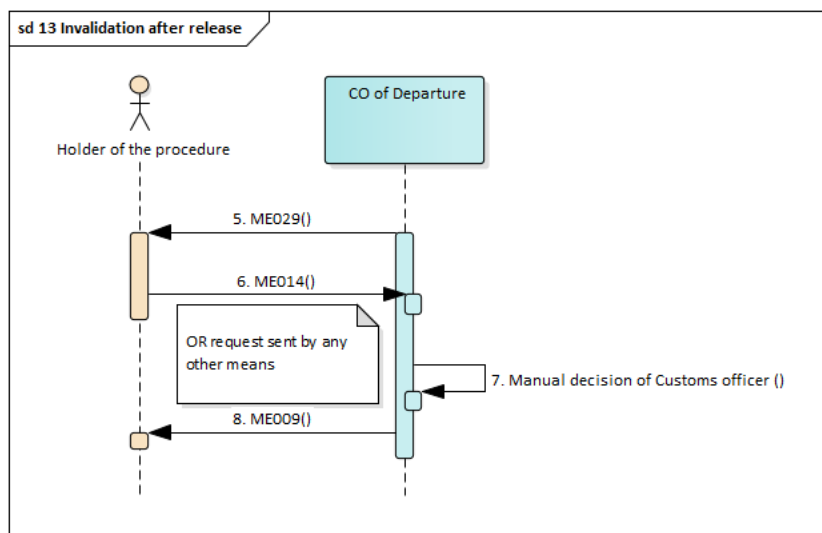 sd 13 Invalidation after release
CO of Departure
Holder of the procedure
5. ME029()
6. ME014()
OR request sent by any
other means
7. Manual decision of Customs officer ()
8. ME009()